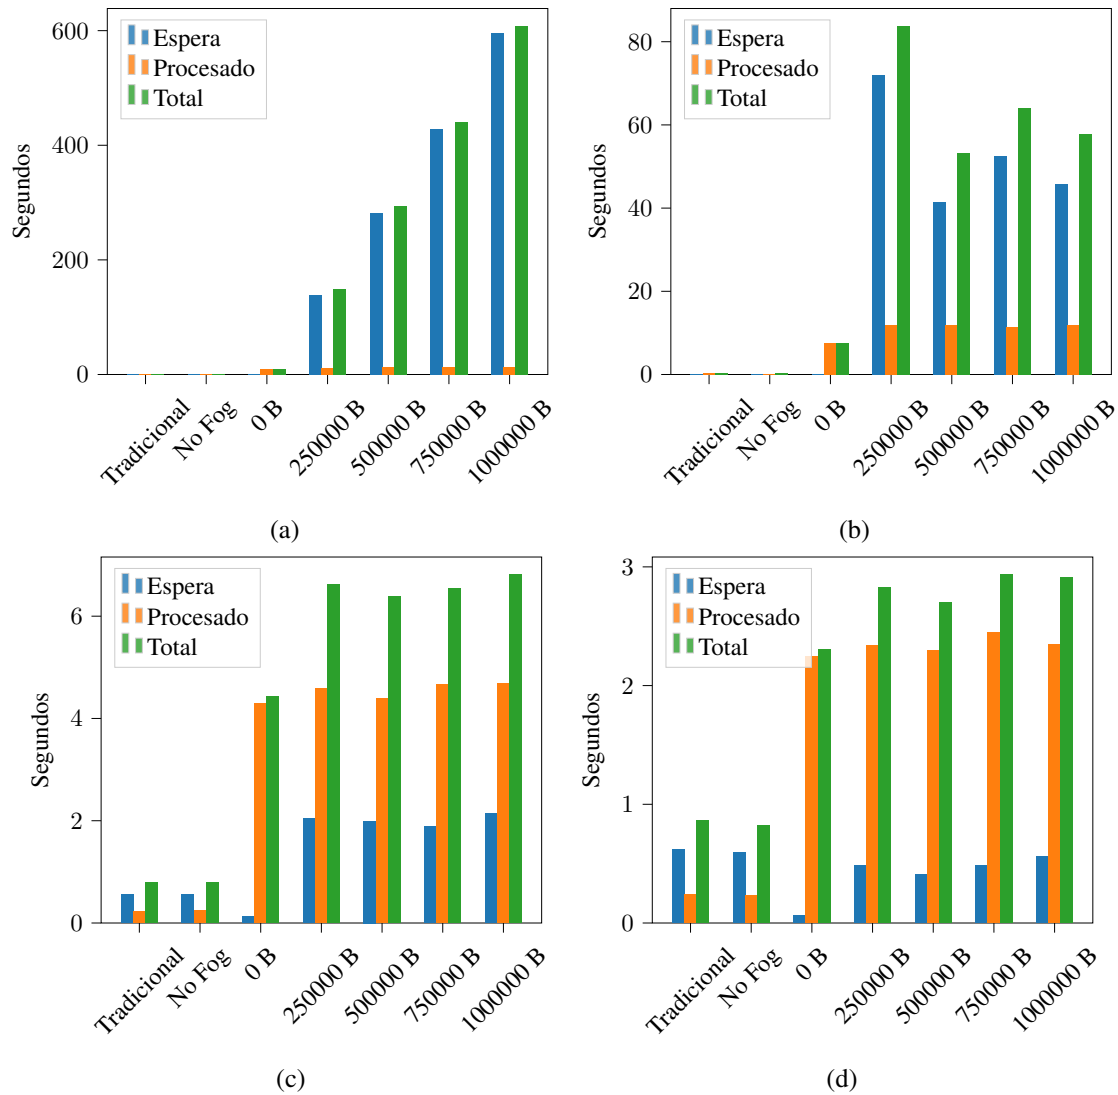 600
400
200
0
Segundos
Espera
Procesado
Total
Tradicional
No Fog
0 B
250000 B
500000 B
750000 B
1000000 B
(a)
80
60
40
20
0
Segundos
Espera
Procesado
Total
Tradicional
No Fog
0 B
250000 B
500000 B
750000 B
1000000 B
(b)
6
4
2
0
Segundos
Espera
Procesado
Total
Tradicional
No Fog
0 B
250000 B
500000 B
750000 B
1000000 B
(c)
3
2
1
0
Segundos
Espera
Procesado
Total
Tradicional
No Fog
0 B
250000 B
500000 B
750000 B
1000000 B
(d)